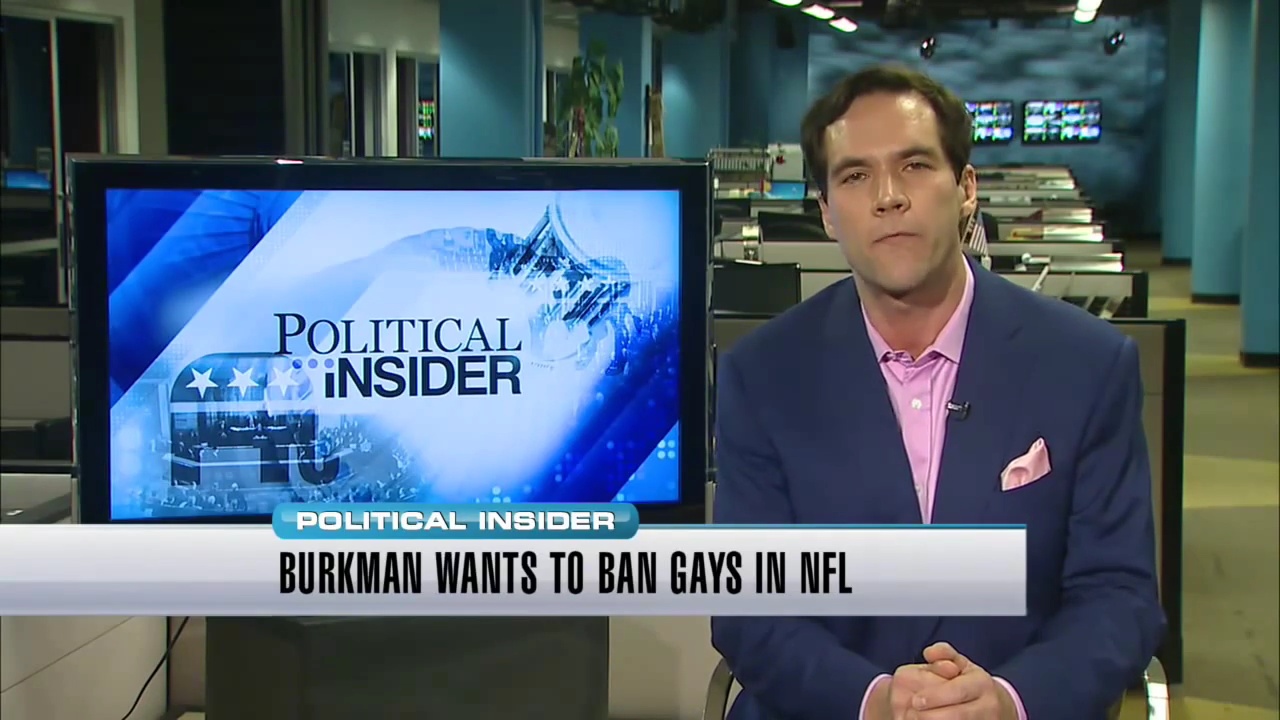 POLITICAL
iNSIDER
POLITICAL INSIDER
BURKMAN WANTS TO BAN GAYS IN NFL